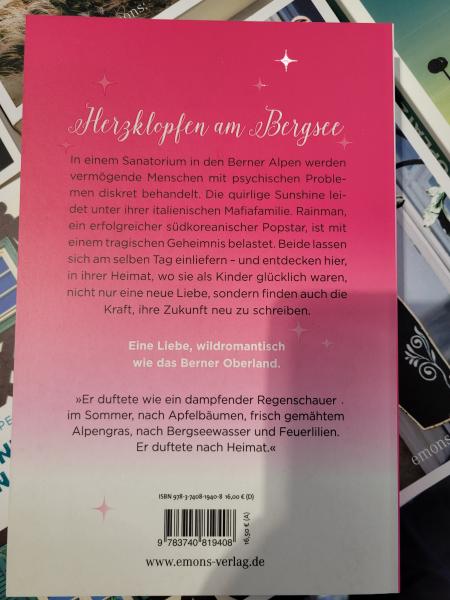 Herzklopfen am Bergsee
In einem Sanatorium in den Berner Alpen werden
vermögende Menschen mit psychischen Proble-
men diskret behandelt. Die quirlige Sunshine lei-
det unter ihrer italienischen Mafiafamilie. Rainman,
ein erfolgreicher südkoreanischer Popstar, ist mit
einem tragischen Geheimnis belastet. Beide lassen
sich am selben Tag einliefern – und entdecken hier,
in ihrer Heimat, wo sie als Kinder glücklich waren,
nicht nur eine neue Liebe, sondern finden auch die
Kraft, ihre Zukunft neu zu schreiben.
Eine Liebe, wildromantisch
wie das Berner Oberland.
»Er duftete wie ein dampfender Regenschauer
im Sommer, nach Apfelbäumen, frisch gemähtem
Alpengras, nach Bergseewasser und Feuerlilien.
Er duftete nach Heimat.«
ISBN 978-3-7408-1940-8 16,00 € (D)
16,50 € (A)
9 783740 819408
www.emons-verlag.de
emons: